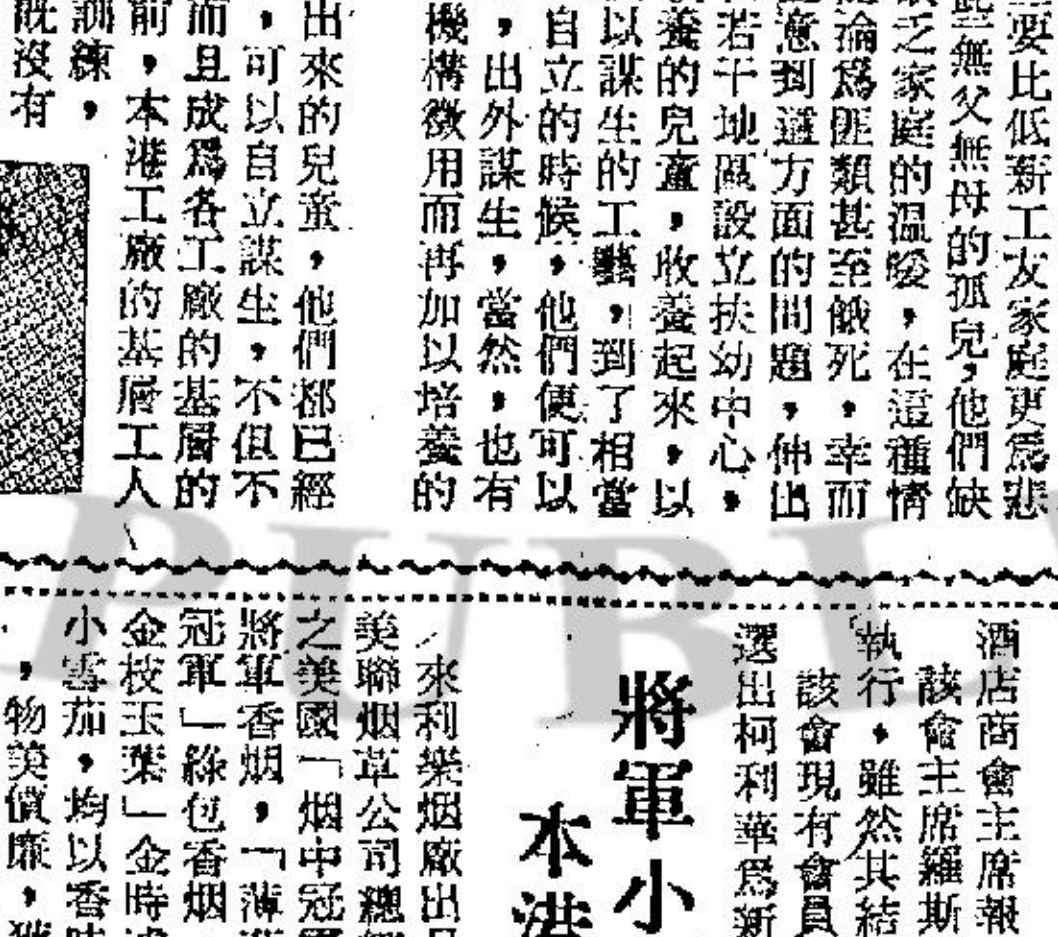 要比低薪工友家庭更爲悲
無父無母的孤兒，他們缺
乏家庭的溫暖，在這種情
淪爲匪類甚至餓死，幸而
意到這方面的問題，伸出
若干地區設立扶幼中心，
養的兒童，收養起來，以
以謀生的工藝，到了相當
自立的時候，他們便可以
，出外謀生，當然，也有
機構徵用而再加以培養的
出來的兒童，他們都已經
，可以自立謀生，不但不
而且成爲各工廠的基層的
前，本港工廠的基層工人
訓練，
既沒有
酒店商會主席報
該會主席羅斯
執行，雖然其結
該會現有會員
選出柯利華爲新
將軍小
本港
來利樂烟廠出
美聯烟草公司總
之美國「烟中冠
將軍香烟，「薄
冠軍」綠包香烟
金枝玉葉」金時
小雪茄，均以香
，物美價廉，
PUBL